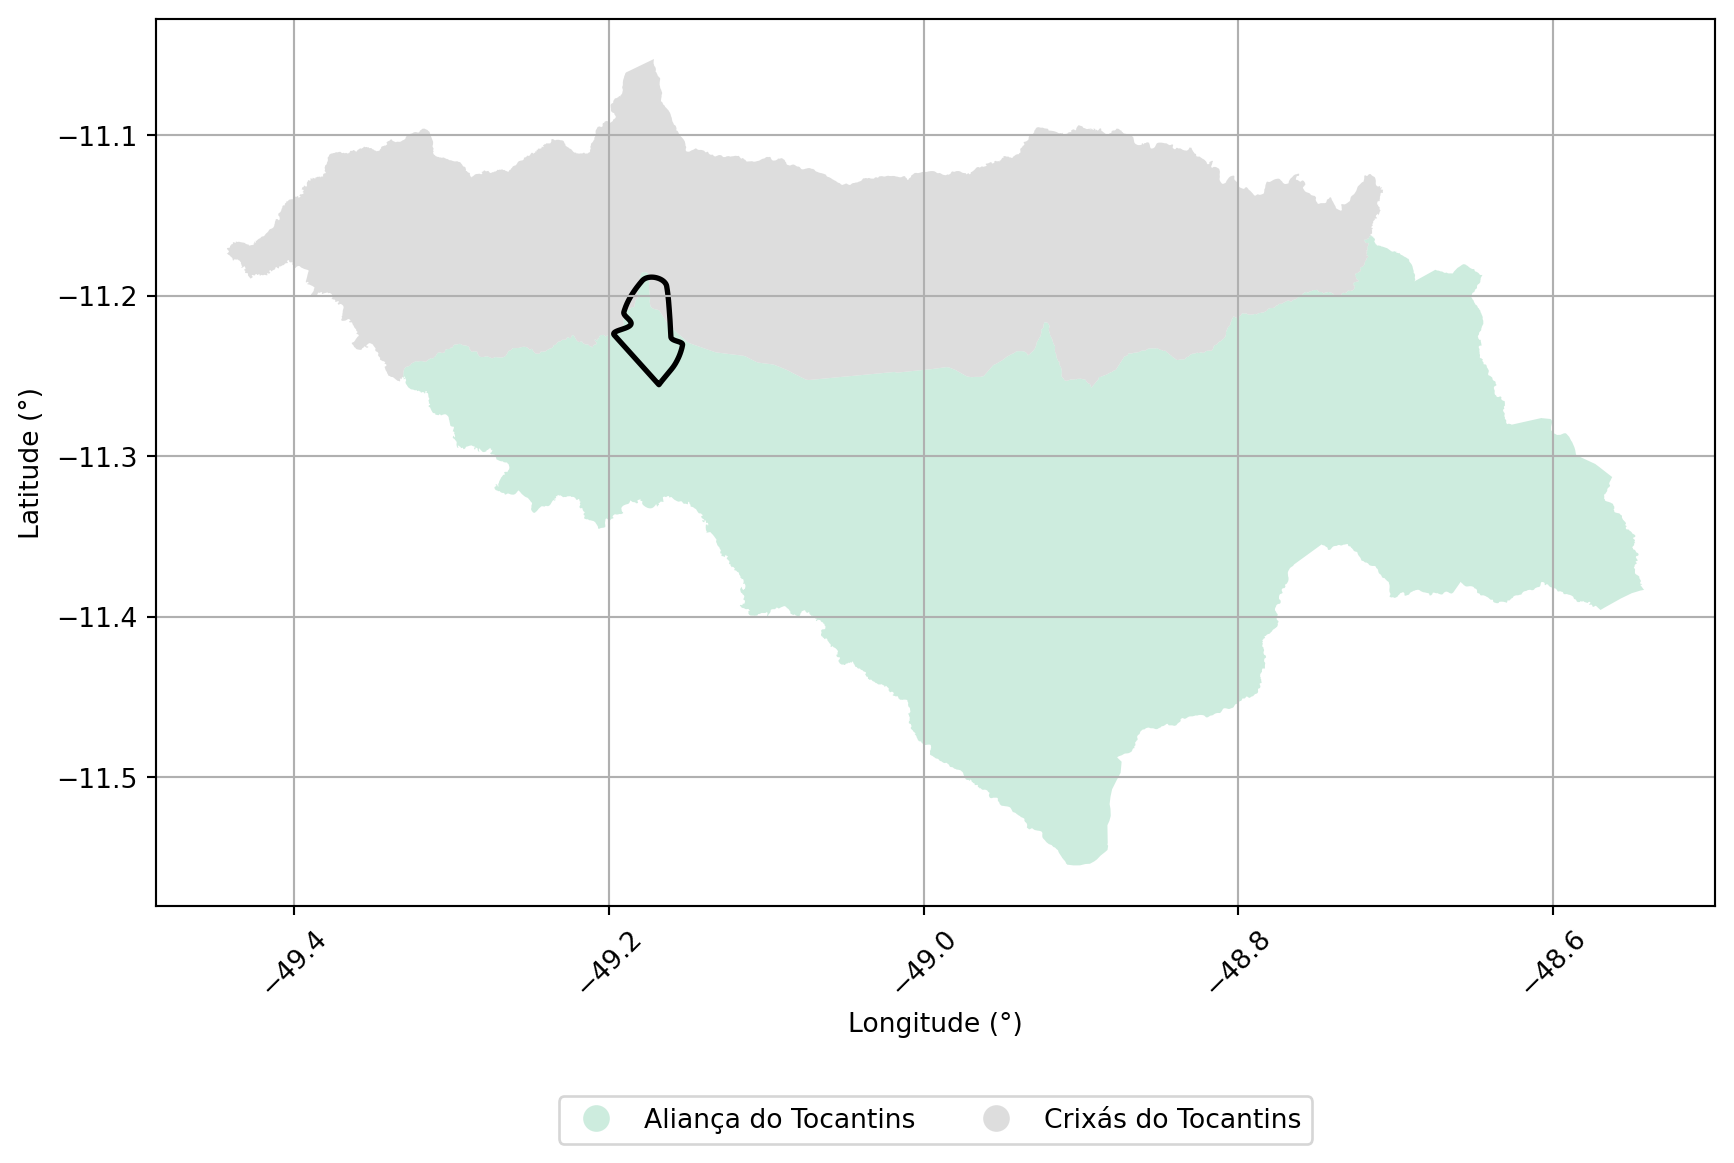 −11.1
−11.2
−11.3
−11.4
−11.5
Latitude (°)
−49.4
−49.2
−49.0
−48.8
−48.6
Longitude (°)
Aliança do Tocantins
Crixás do Tocantins